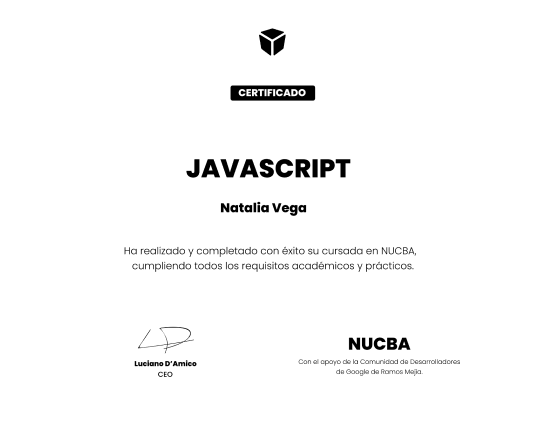 CERTIFICADO
JAVASCRIPT
Natalia Vega
Ha realizado y completado con éxito su cursada en NUCBA,
cumpliendo todos los requisitos académicos y prácticos.
Luciano D'Amico
CEO
NUCBA
Con el apoyo de la Comunidad de Desarrolladores
de Google de Ramos Mejía.